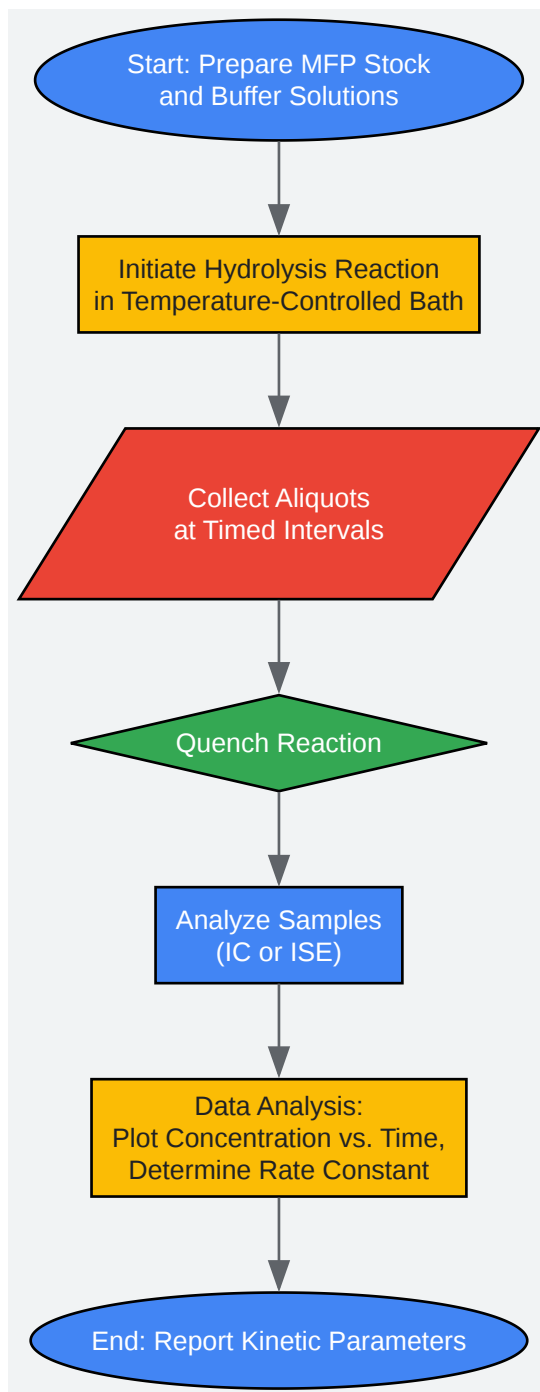 Start: Prepare MFP Stock
and Buffer Solutions
Initiate Hydrolysis Reaction
in Temperature-Controlled Bath
Collect Aliquots
at Timed Intervals
Quench Reaction
Analyze Samples
(IC or ISE)
Data Analysis:
Plot Concentration vs. Time,
Determine Rate Constant
End: Report Kinetic Parameters